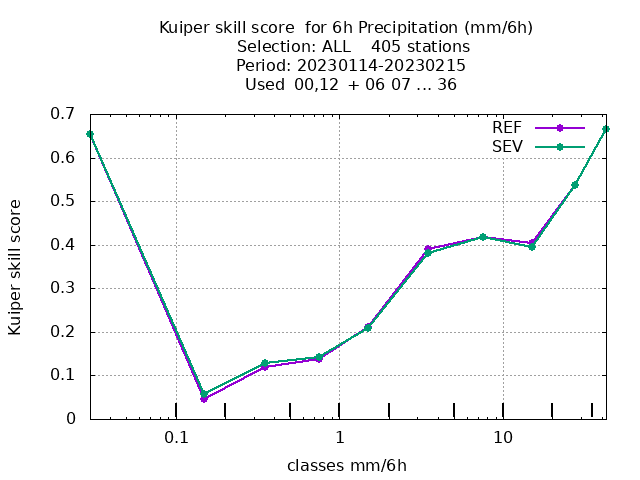 Kuiper skill score  for 6h Precipitation (mm/6h)
Selection: ALL    405 stations
Period: 20230114-20230215
Used  00,12  + 06 07 ... 36
REF
SEV
0.7
0.6
0.5
0.4
0.3
0.2
0.1
0
Kuiper skill score
0.1 1 10
classes mm/6h